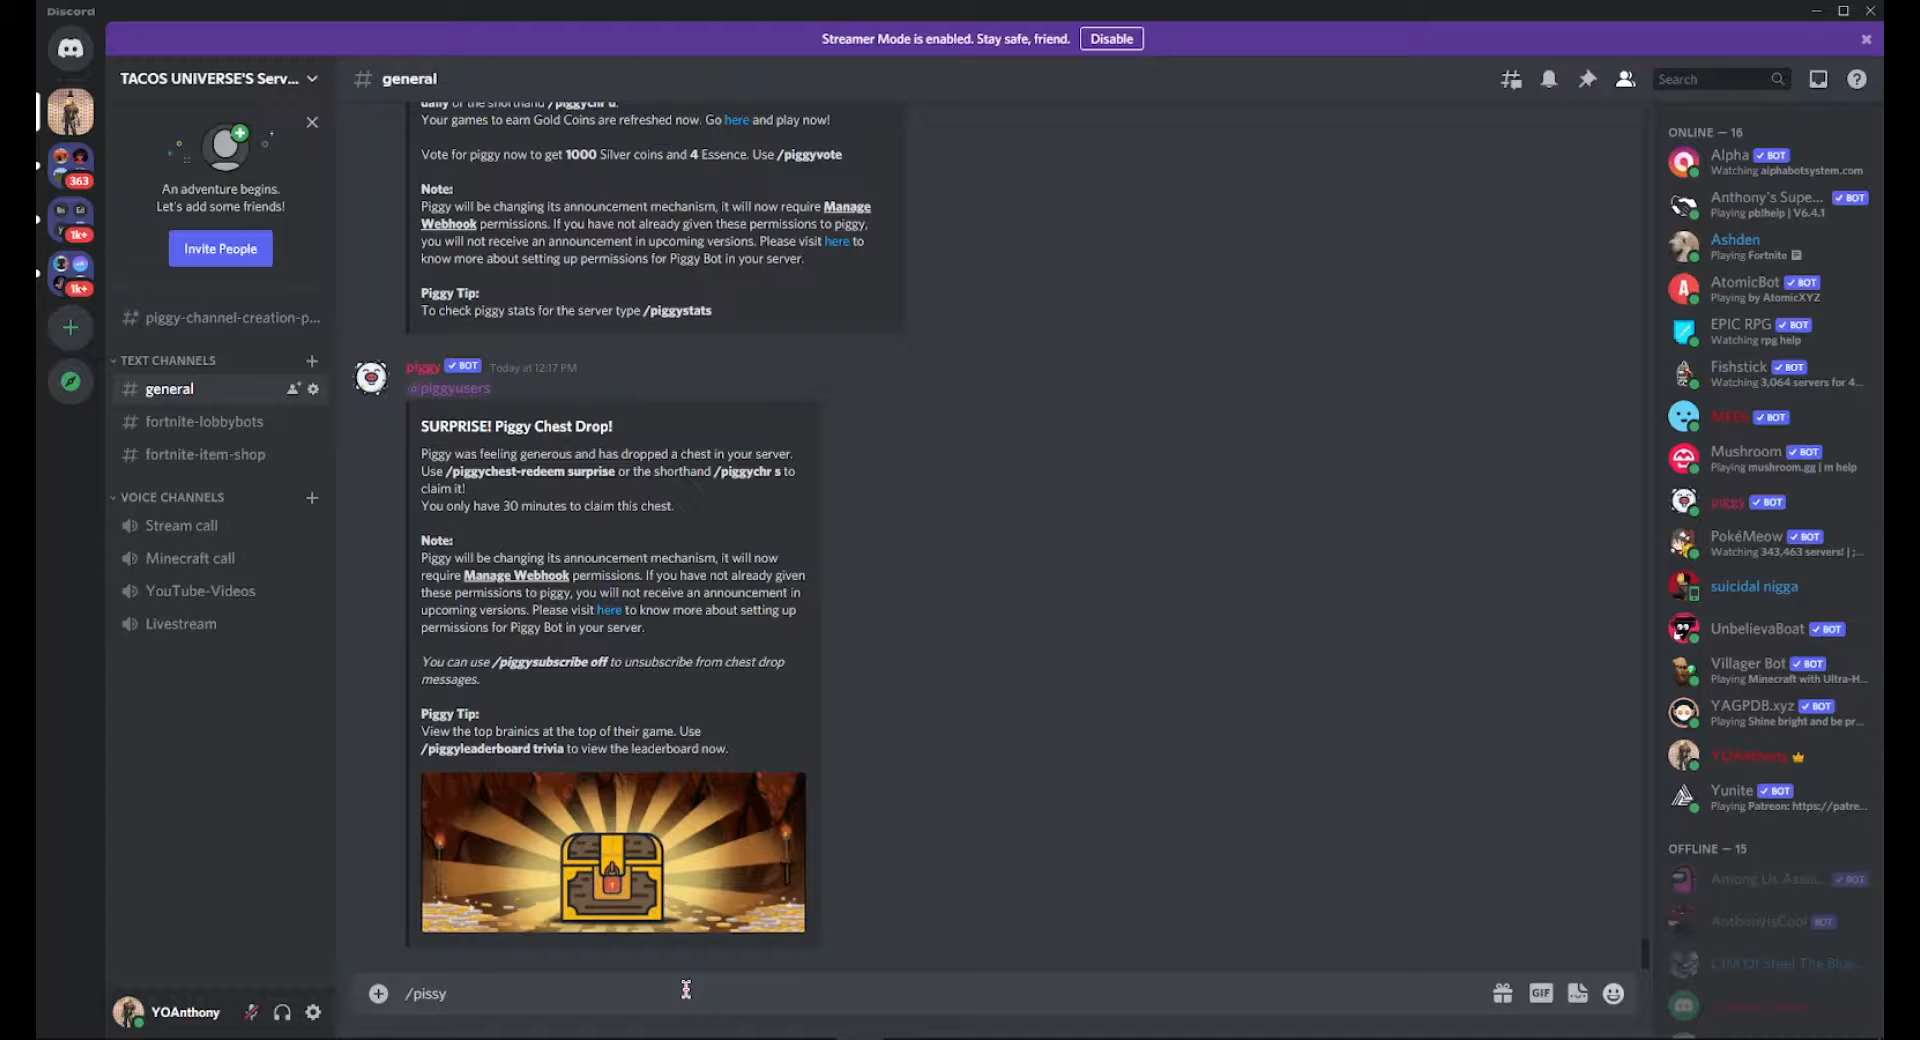 Discord
Streamer Mode is enabled. Stay safe, friend. Disable
TACOS UNIVERSE'S Serv...
An adventure begins.
Let's add some friends!
Invite People
363
1k+
1k+
piggy-channel-creation-p...
TEXT CHANNELS
general
fortnite-lobbybots
fortnite-item-shop
VOICE CHANNELS
Stream call
Minecraft call
YouTube-Videos
Livestream
YOAnthony
general
Search
daily or the shorthand /piggychr d.
Your games to earn Gold Coins are refreshed now. Go here and play now!
Vote for piggy now to get 1000 Silver coins and 4 Essence. Use /piggyvote
Note:
Piggy will be changing its announcement mechanism, it will now require Manage
Webhook permissions. If you have not already given these permissions to piggy,
you will not receive an announcement in upcoming versions. Please visit here to
know more about setting up permissions for Piggy Bot in your server.
Piggy Tip:
To check piggy stats for the server type /piggystats
piggy BOT Today at 12:17 PM
@piggyusers
SURPRISE! Piggy Chest Drop!
Piggy was feeling generous and has dropped a chest in your server.
Use /piggychest-redeem surprise or the shorthand /piggychr s to
claim it!
You only have 30 minutes to claim this chest.
Note:
Piggy will be changing its announcement mechanism, it will now
require Manage Webhook permissions. If you have not already given
these permissions to piggy, you will not receive an announcement in
upcoming versions. Please visit here to know more about setting up
permissions for Piggy Bot in your server.
You can use /piggysubscribe off to unsubscribe from chest drop
messages.
Piggy Tip:
View the top brainics at the top of their game. Use
/piggyleaderboard trivia to view the leaderboard now.
/pissy
GIF
ONLINE — 16
Alpha BOT
Watching alphabotsystem.com
Anthony's Supe... BOT
Playing pb!help | V6.4.1
Ashden
Playing Fortnite
AtomicBot BOT
Playing by AtomicXYZ
EPIC RPG BOT
Watching rpg help
Fishstick BOT
Watching 3,064 servers for 4...
MEE6 BOT
Mushroom BOT
Playing mushroom.gg | m help
piggy BOT
PokéMeow BOT
Watching 343,463 servers! | ;...
suicidal nigga
UnbelievaBoat BOT
Villager Bot BOT
Playing Minecraft with Ultra-H...
YAGPDB.xyz BOT
Playing Shine bright and be pr...
YOAnthony
Yunite BOT
Playing Patreon: https://patre...
OFFLINE — 15
Among Us Assis... BOT
AnthonyisCool BOT